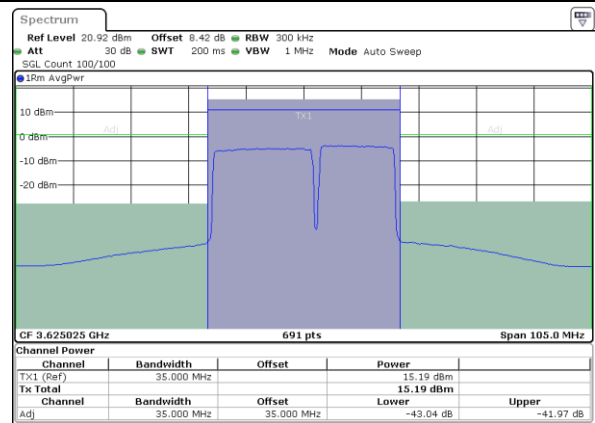 Spectrum
Ref Level 20.92 dBm Offset 8.42 dB RBW 300 kHz
Att 30 dB SWT 200 ms VBW 1 MHz Mode Auto Sweep
SGL Count 100/100
1Rm AvgPwr
10 dBm
TX1
0 dBm
Adj
Adj
-10 dBm
-20 dBm
CF 3.625025 GHz 691 pts Span 105.0 MHz
Channel Power
Channel Bandwidth Offset Power
TX1 (Ref) 35.000 MHz 15.19 dBm
Tx Total 15.19 dBm
Channel Bandwidth Offset Lower Upper
Adj 35.000 MHz 35.000 MHz -43.04 dB -41.97 dB